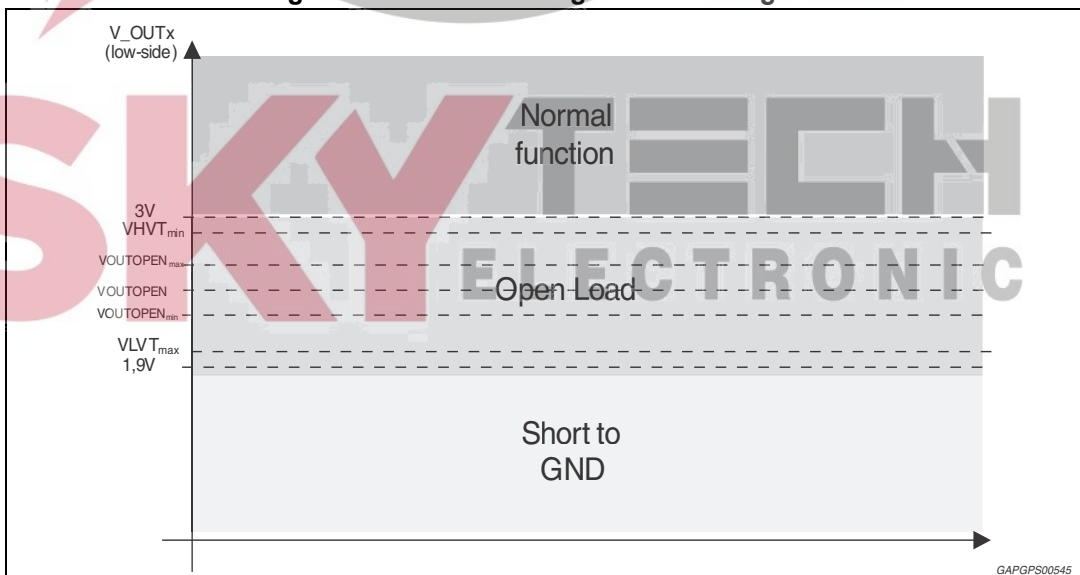 V_OUTx
(low-side)
Normal
function
3V
VHVTmin
VOUTOPENmax
VOUTOPEN
Open Load
VOUTOPENmin
VLVTmax
1,9V
Short to
GND
SKYTECH
ELECTRONIC
GAPGPS00545